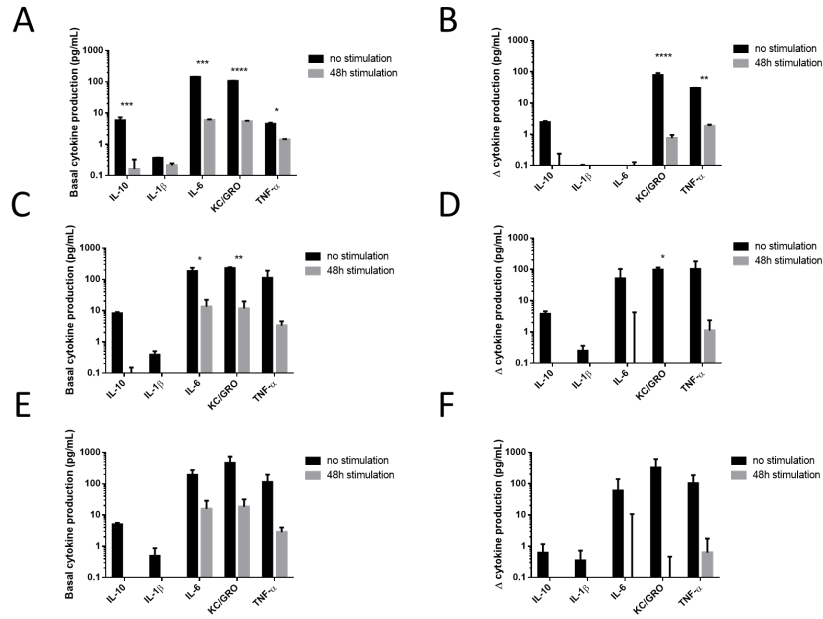 A
Basal cytokine production (pg/mL)
1000
100
10
1
0.1
***
***
****
*
IL-10
IL-1β
IL-6
KC/GRO
TNF-α
no stimulation
48h stimulation
B
Δ cytokine production (pg/mL)
1000
100
10
1
0.1
****
**
IL-10
IL-1β
IL-6
KC/GRO
TNF-α
no stimulation
48h stimulation
C
Basal cytokine production (pg/mL)
1000
100
10
1
0.1
*
**
IL-10
IL-1β
IL-6
KC/GRO
TNF-α
no stimulation
48h stimulation
D
Δ cytokine production (pg/mL)
1000
100
10
1
0.1
*
IL-10
IL-1β
IL-6
KC/GRO
TNF-α
no stimulation
48h stimulation
E
Basal cytokine production (pg/mL)
1000
100
10
1
0.1
IL-10
IL-1β
IL-6
KC/GRO
TNF-α
no stimulation
48h stimulation
F
Δ cytokine production (pg/mL)
1000
100
10
1
0.1
IL-10
IL-1β
IL-6
KC/GRO
TNF-α
no stimulation
48h stimulation